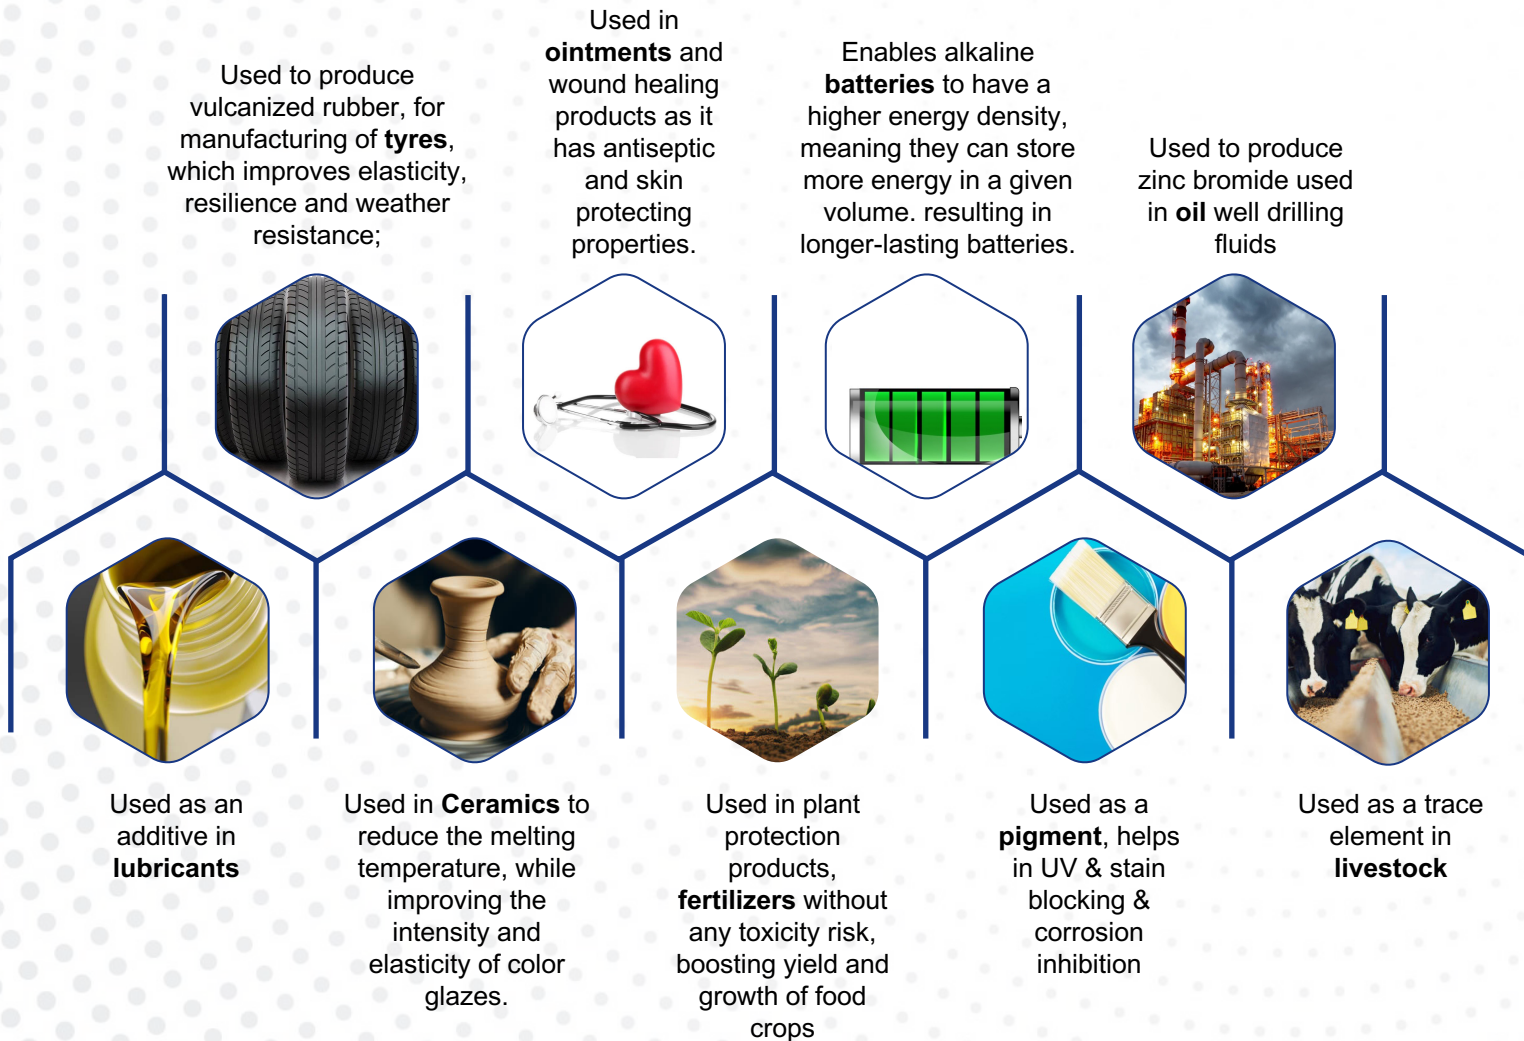 Used to produce
vulcanized rubber, for
manufacturing of tyres,
which improves elasticity,
resilience and weather
resistance;
Used in
ointments and
wound healing
products as it
has antiseptic
and skin
protecting
properties.
Enables alkaline
batteries to have a
higher energy density,
meaning they can store
more energy in a given
volume. resulting in
longer-lasting batteries.
Used to produce
zinc bromide used
in oil well drilling
fluids
Used as an
additive in
lubricants
Used in Ceramics to
reduce the melting
temperature, while
improving the
intensity and
elasticity of color
glazes.
Used in plant
protection
products,
fertilizers without
any toxicity risk,
boosting yield and
growth of food
crops
Used as a
pigment, helps
in UV & stain
blocking &
corrosion
inhibition
Used as a trace
element in
livestock